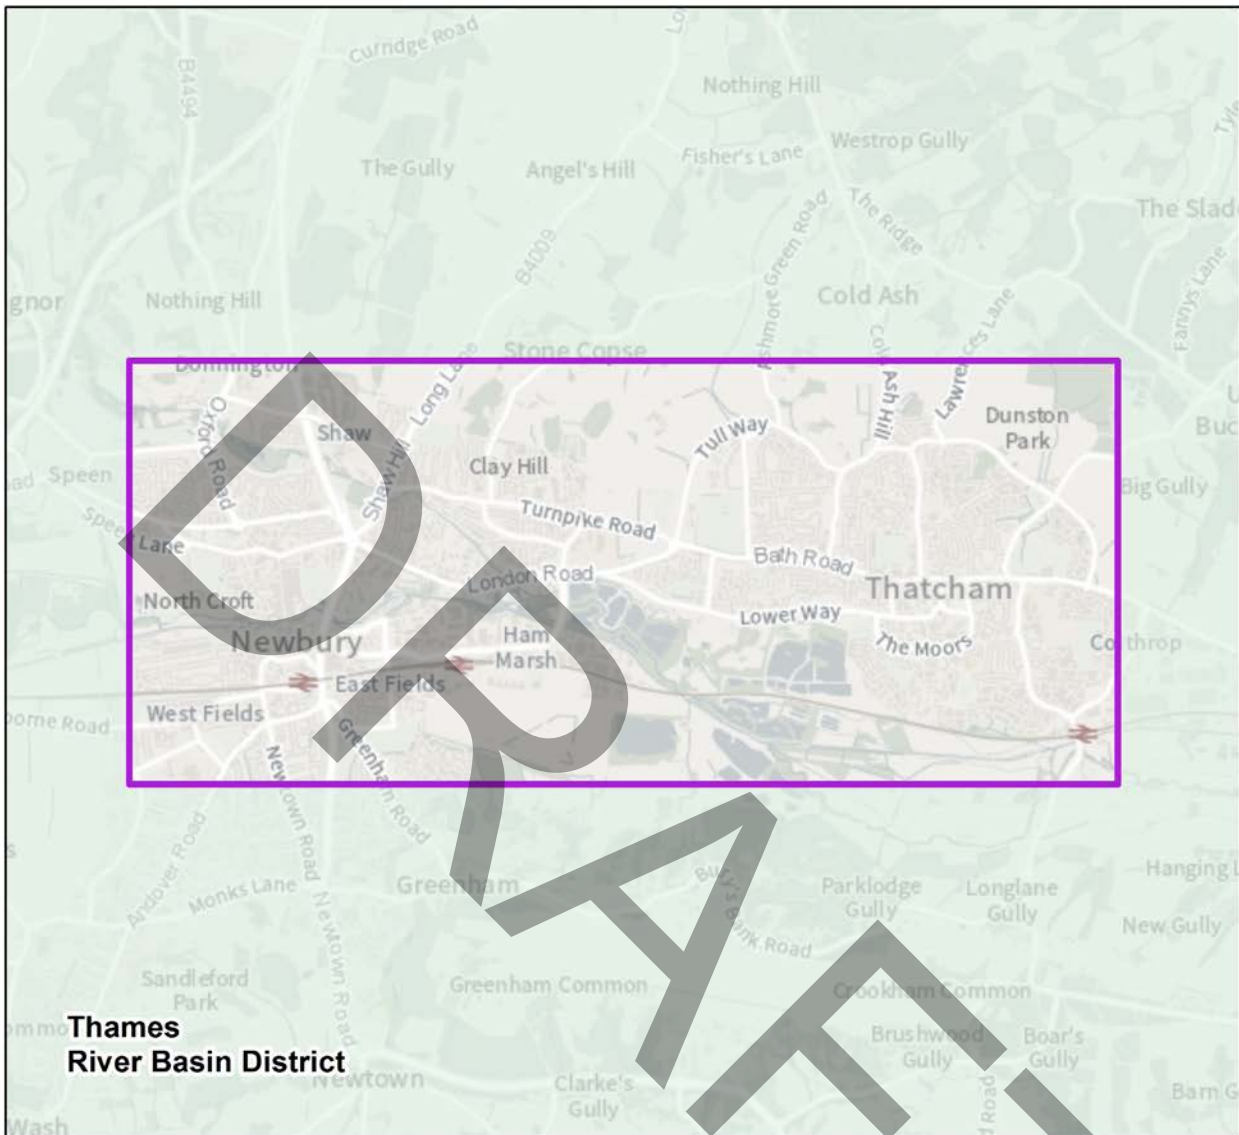 Curridge Road
B4494
Nothing Hill
Westrop Gully
Fisher's Lane
The Gully
Angel's Hill
The Ridge
Ashmore Green Road
B4009
Fannys Lane
Nothing Hill
Cold Ash
Lawrences Lane
Stone Copse
Donnington
Long Lane
Cold Ash Hill
Oxford Road
Shaw
Shaw Hill
Tull Way
Dunston
Park
Clay Hill
Speen
Big Gully
Turnpike Road
Speen Lane
Bath Road
London Road
Thatcham
North Croft
Lower Way
Newbury
Ham
Marsh
The Moors
Colthrop
East Fields
West Fields
Greenham Road
Newtown Road
Andover Road
Monks Lane
Greenham
Bury's Bank Road
Parklodge
Gully
Longlane
Gully
New Gully
Newtown Road
Sandleford
Park
Greenham Common
Crookham Common
Thames
River Basin District
Brushwood
Gully
Boar's
Gully
Newtown
Clarke's
Gully
Wash
DRAFT